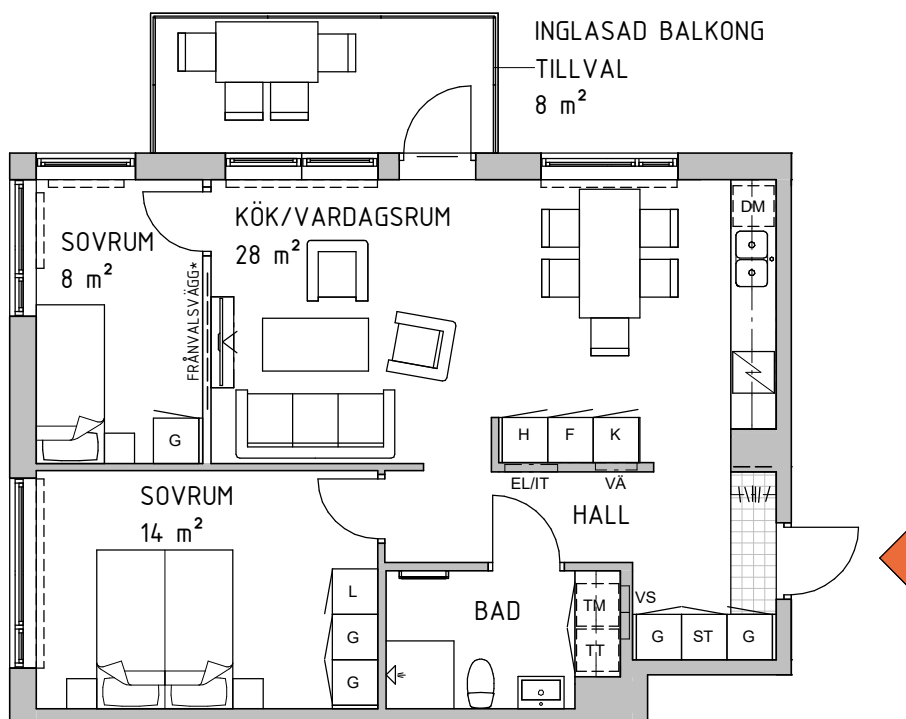 INGLASAD BALKONG
TILLVAL
8 m²
KÖK/VARDAGSRUM
28 m²
DM
SOVRUM
8 m²
FRÅNVALSVÄGG*
G
H F K
EL/IT VÄ
HALL
SOVRUM
14 m²
L
G
G
BAD
TM
TT
VS
G ST G